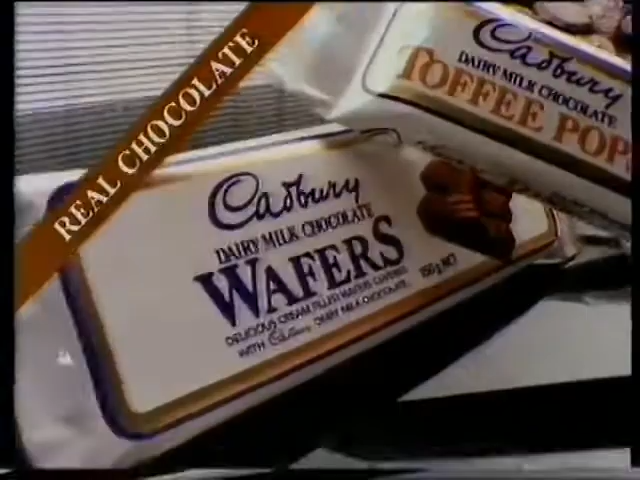 REAL CHOCOLATE
Cadbury
DAIRY MILK CHOCOLATE
TOFFEE POPS
Cadbury
DAIRY MILK CHOCOLATE
WAFERS
150g NET
DELICIOUS CREAM FILLED WAFERS COVERED
WITH Cadbury DAIRY MILK CHOCOLATE.